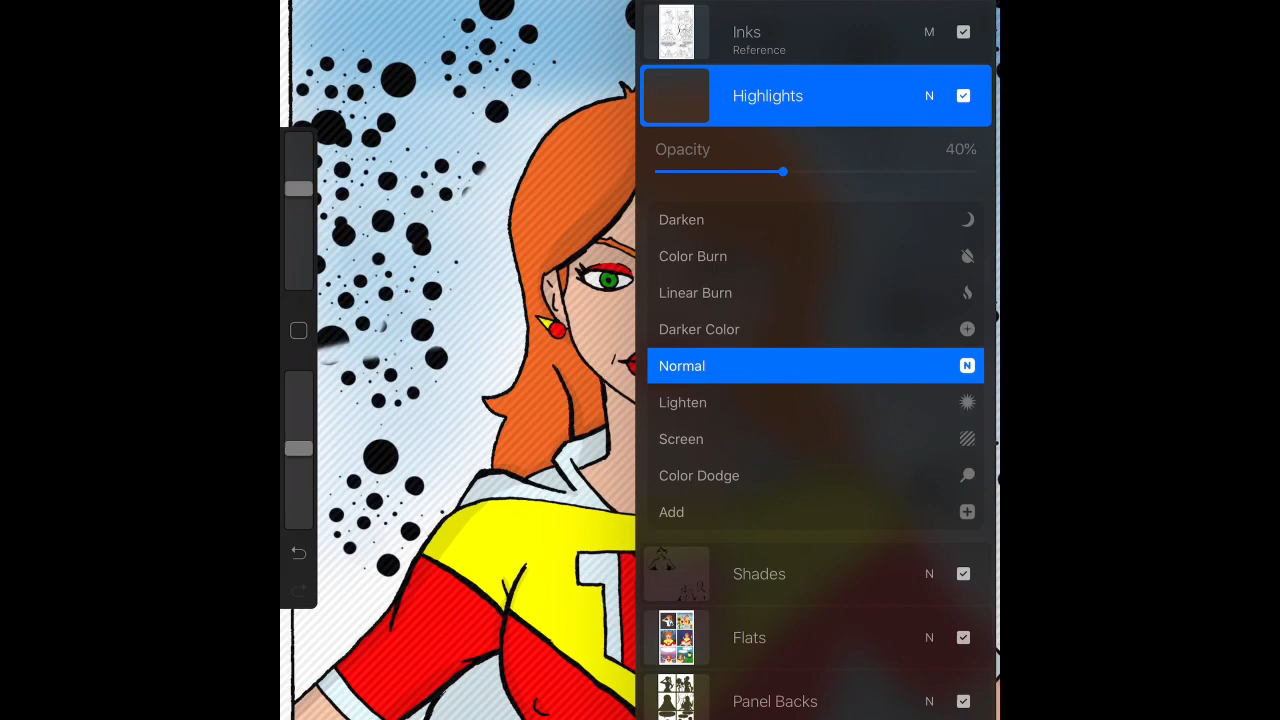 Inks M
Reference
Highlights N
Opacity 40%
Darken
Color Burn
Linear Burn
Darker Color
Normal N
Lighten
Screen
Color Dodge
Add
Shades N
Flats N
Panel Backs N